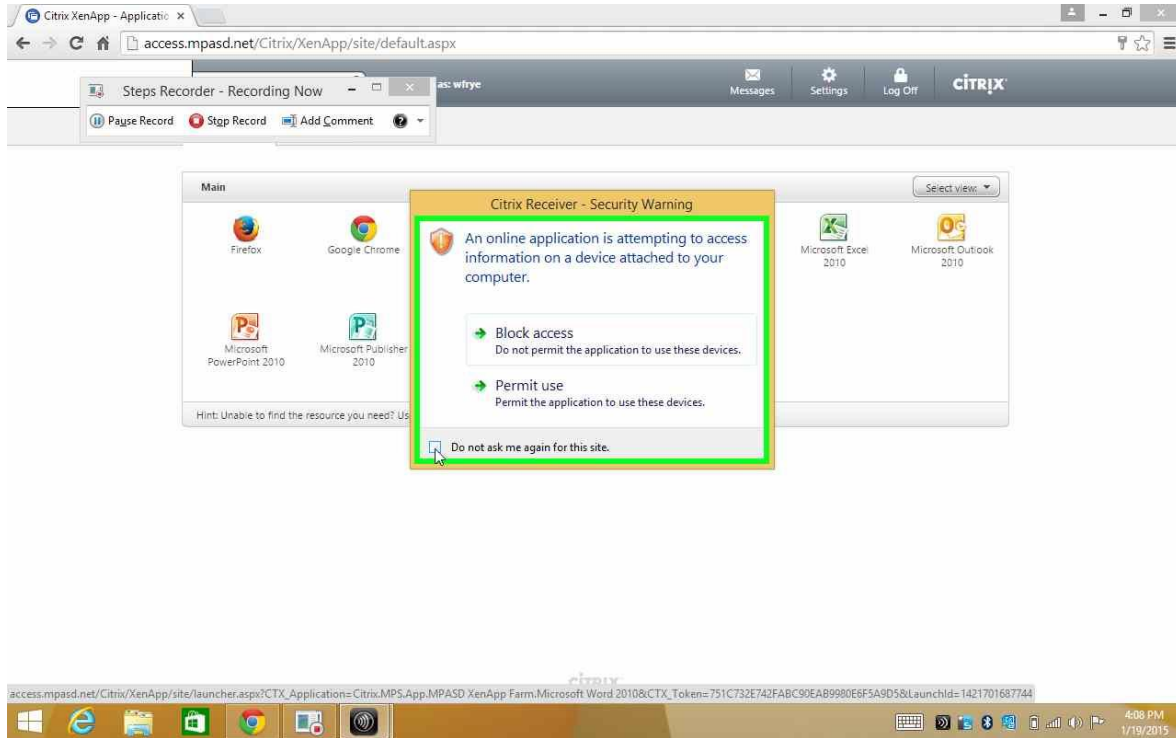 Citrix XenApp - Applicatio
access.mpasd.net/Citrix/XenApp/site/default.aspx
Steps Recorder - Recording Now
as: wfrye
Messages
Settings
Log Off
CİTRIX
Pause Record
Stop Record
Add Comment
Main
Select view:
Firefox
Google Chrome
Microsoft Excel
2010
Microsoft Outlook
2010
Microsoft
PowerPoint 2010
Microsoft Publisher
2010
Hint: Unable to find the resource you need? Us
Citrix Receiver - Security Warning
An online application is attempting to access
information on a device attached to your
computer.
Block access
Do not permit the application to use these devices.
Permit use
Permit the application to use these devices.
Do not ask me again for this site.
access.mpasd.net/Citrix/XenApp/site/launcher.aspx?CTX_Application=Citrix.MPS.App.MPASD XenApp Farm.Microsoft Word 2010&CTX_Token=751C732E742FABC90EAB9980E6F5A9D5&LaunchId=1421701687744
4:08 PM
1/19/2015